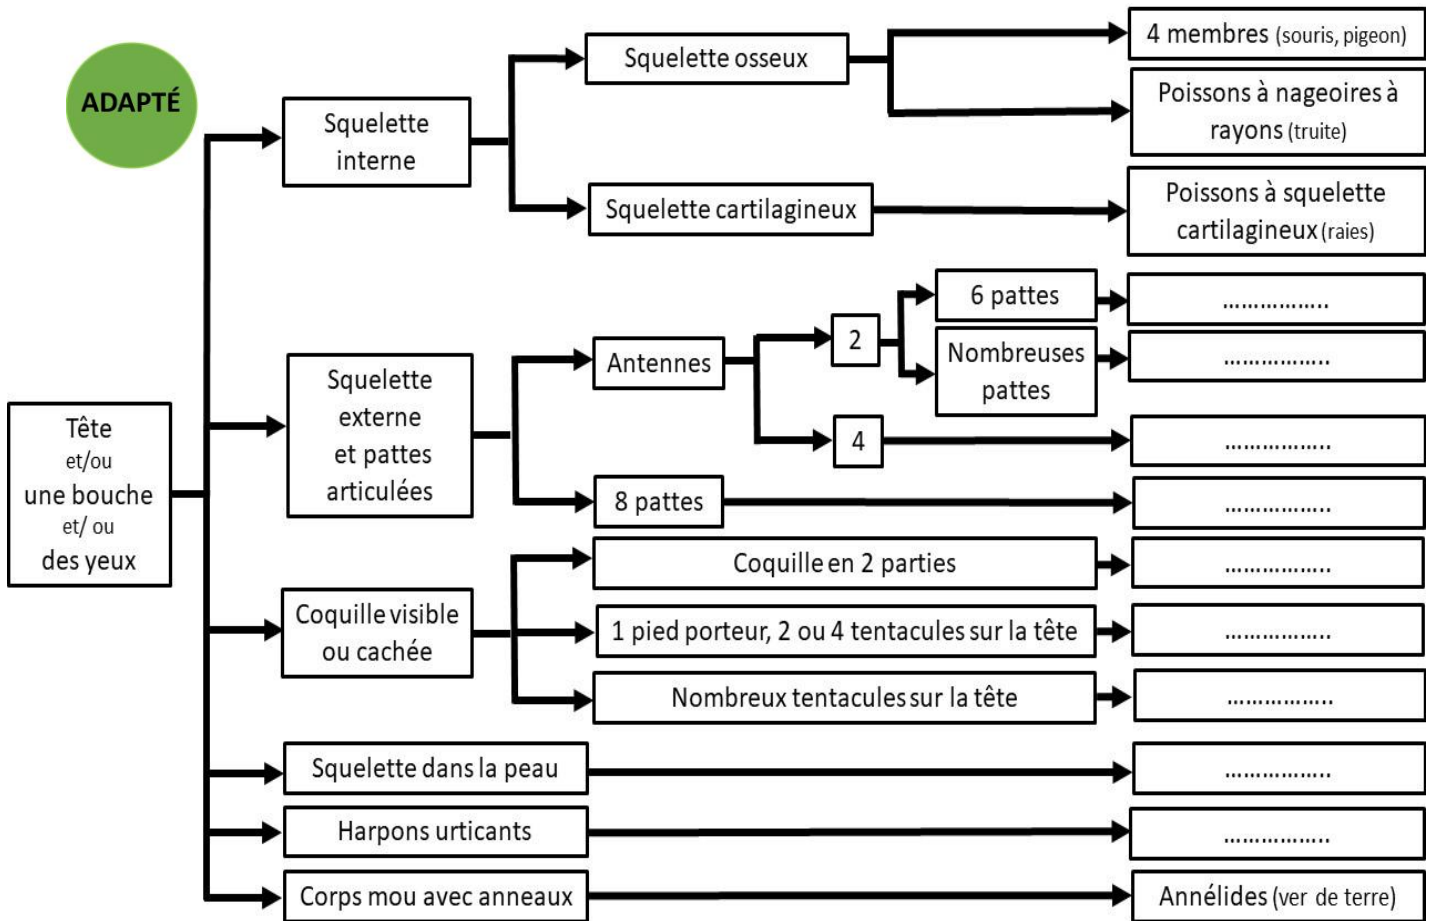 ADAPTÉ
Tête
et/ou
une bouche
et/ ou
des yeux
Squelette
interne
Squelette osseux
4 membres (souris, pigeon)
Poissons à nageoires à
rayons (truite)
Squelette cartilagineux
Poissons à squelette
cartilagineux (raies)
Squelette
externe
et pattes
articulées
Antennes
2
6 pattes
……………..
Nombreuses
pattes
……………..
4
……………..
8 pattes
……………..
Coquille visible
ou cachée
Coquille en 2 parties
……………..
1 pied porteur, 2 ou 4 tentacules sur la tête
……………..
Nombreux tentacules sur la tête
……………..
Squelette dans la peau
……………..
Harpons urticants
……………..
Corps mou avec anneaux
Annélides (ver de terre)